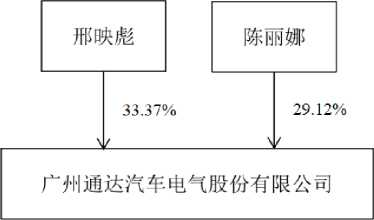 邢映彪
陈丽娜
33.37%
29.12%
广州通达汽车电气股份有限公司